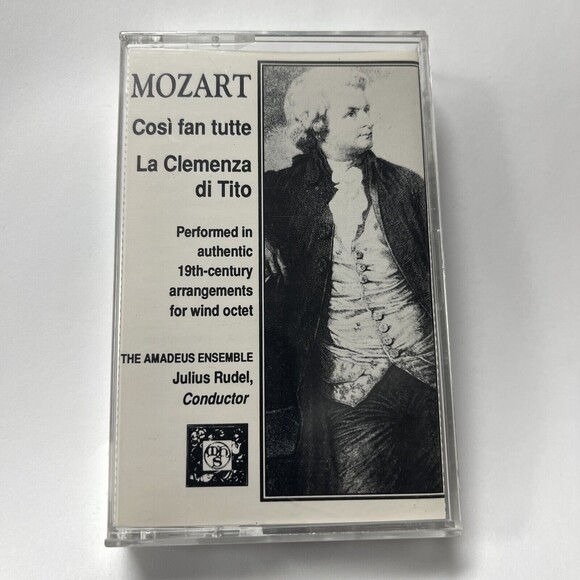 MOZART
Così fan tutte
La Clemenza
di Tito
Performed in
authentic
19th-century
arrangements
for wind octet
THE AMADEUS ENSEMBLE
Julius Rudel,
Conductor